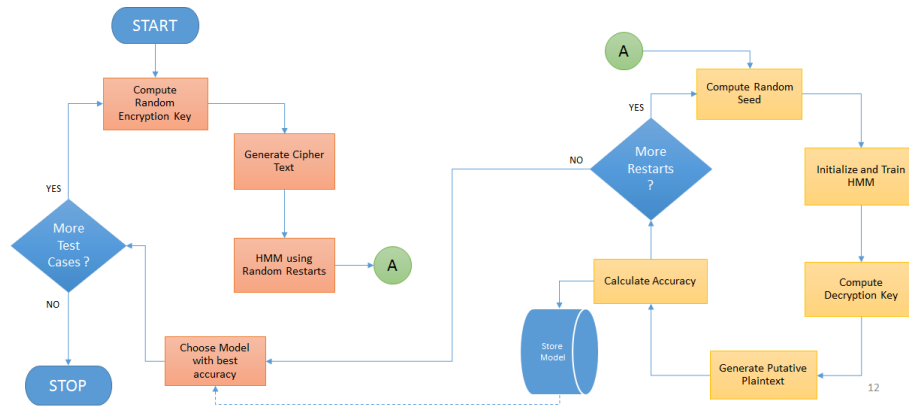 START
A
Compute
Random
Encryption Key
Compute Random
Seed
YES
Generate Cipher
Text
More
Restarts
?
NO
Initialize and Train
HMM
YES
More
Test
Cases ?
HMM using
Random Restarts
A
Calculate Accuracy
Compute
Decryption Key
NO
Choose Model
with best
accuracy
Store
Model
Generate Putative
Plaintext
STOP
12